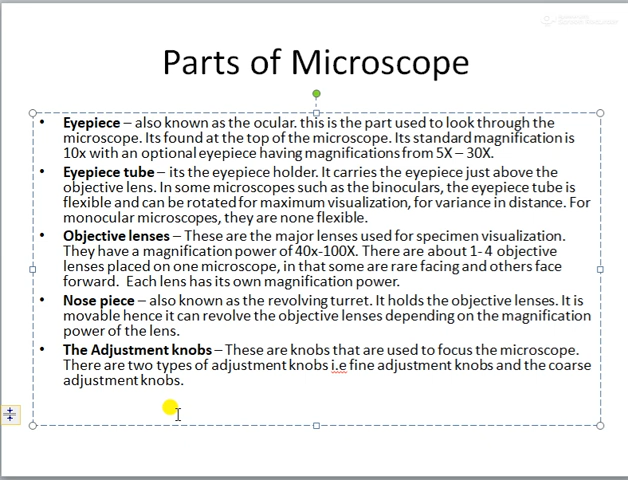 Parts of Microscope
• Eyepiece – also known as the ocular. this is the part used to look through the
microscope. Its found at the top of the microscope. Its standard magnification is
10x with an optional eyepiece having magnifications from 5X – 30X.
• Eyepiece tube – its the eyepiece holder. It carries the eyepiece just above the
objective lens. In some microscopes such as the binoculars, the eyepiece tube is
flexible and can be rotated for maximum visualization, for variance in distance. For
monocular microscopes, they are none flexible.
• Objective lenses – These are the major lenses used for specimen visualization.
They have a magnification power of 40x-100X. There are about 1- 4 objective
lenses placed on one microscope, in that some are rare facing and others face
forward. Each lens has its own magnification power.
• Nose piece – also known as the revolving turret. It holds the objective lenses. It is
movable hence it can revolve the objective lenses depending on the magnification
power of the lens.
• The Adjustment knobs – These are knobs that are used to focus the microscope.
There are two types of adjustment knobs i.e fine adjustment knobs and the coarse
adjustment knobs.